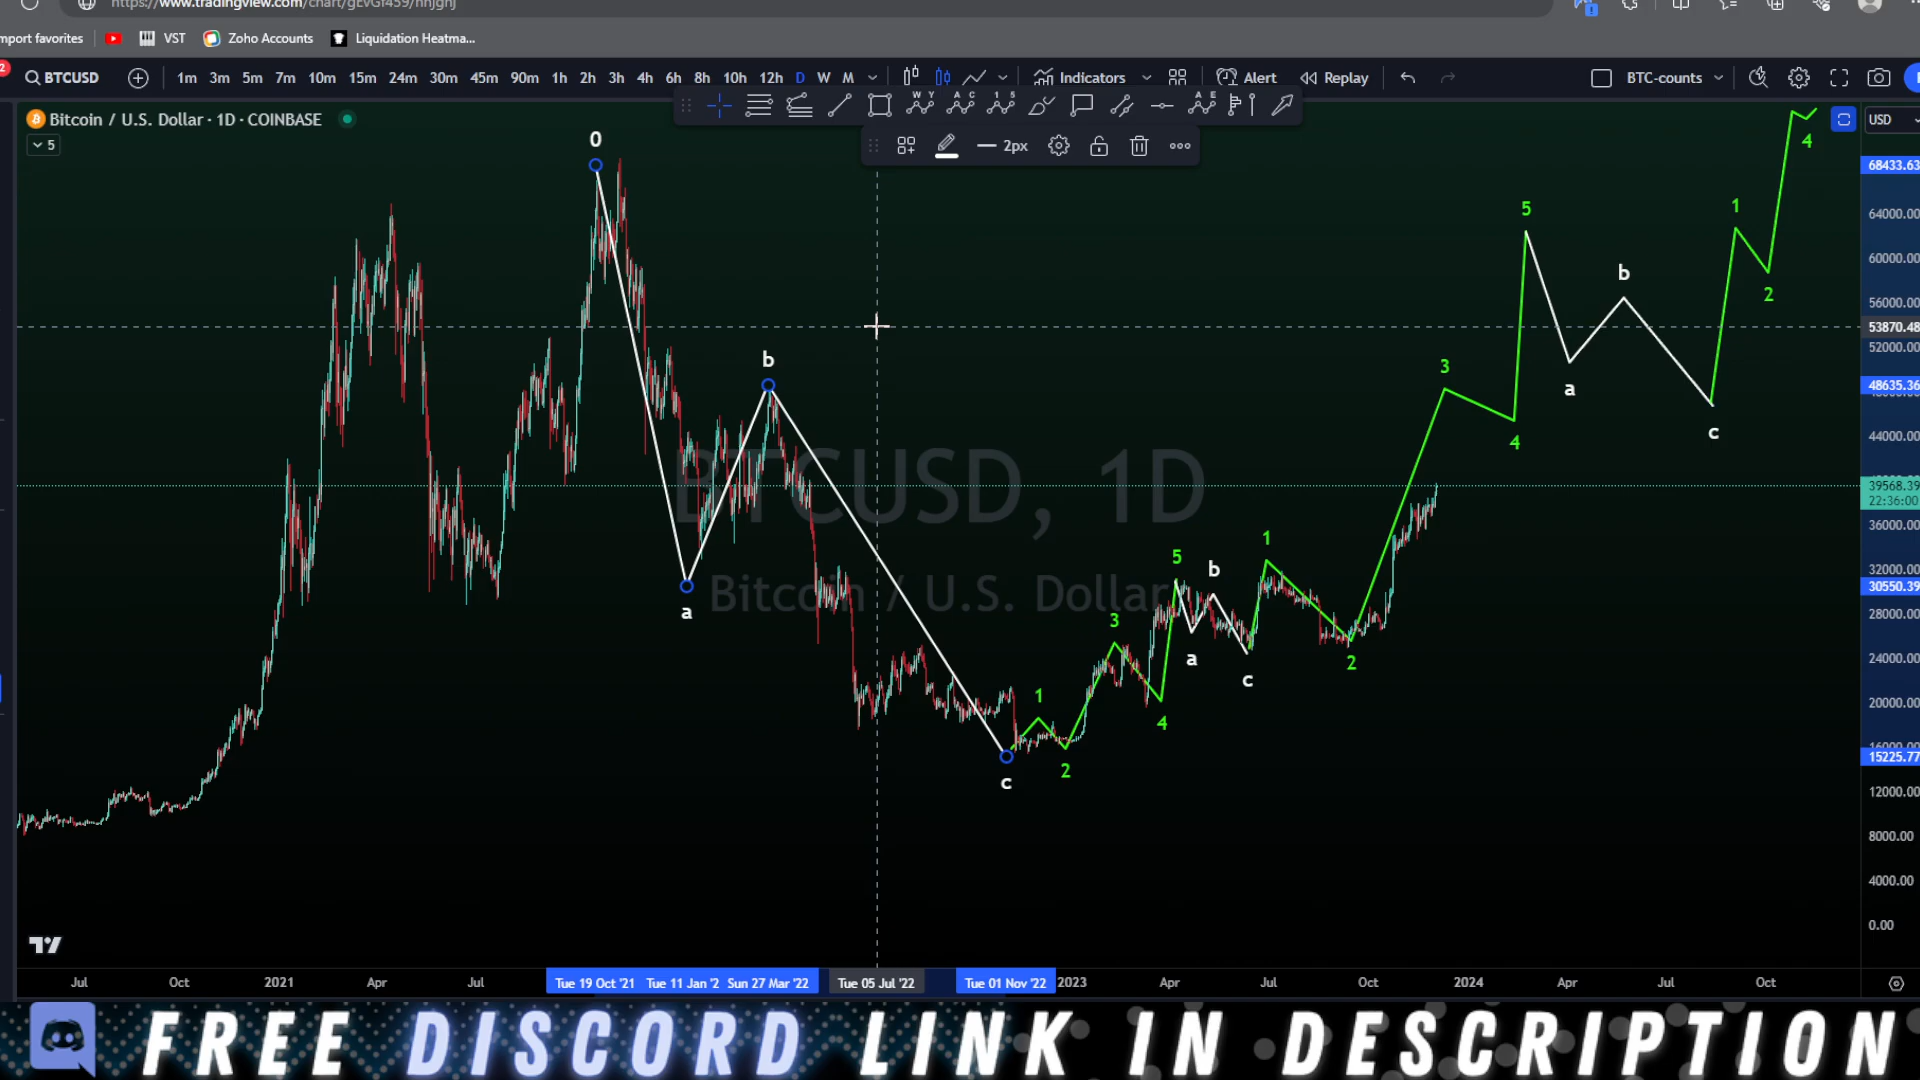 https://www.tradingview.com/chart/gEvGf459/hhjghj
mport favorites VST Zoho Accounts Liquidation Heatma...
2 BTCUSD 1m 3m 5m 7m 10m 15m 24m 30m 45m 90m 1h 2h 3h 4h 6h 8h 10h 12h D W M Indicators Alert Replay BTC-counts
Bitcoin / U.S. Dollar · 1D · COINBASE
5
2px
USD
0
a
b
c
1
2
3
4
5
a
b
c
1
2
3
4
5
a
b
c
1
2
4
BTCUSD, 1D
Bitcoin / U.S. Dollar
68433.63
64000.00
60000.00
56000.00
53870.48
52000.00
48635.36
44000.00
39568.39
22:36:00
36000.00
32000.00
30550.39
28000.00
24000.00
20000.00
16000.00
15225.77
12000.00
8000.00
4000.00
0.00
Jul Oct 2021 Apr Jul Tue 19 Oct '21 Tue 11 Jan '2 Sun 27 Mar '22 Tue 05 Jul '22 Tue 01 Nov '22 2023 Apr Jul Oct 2024 Apr Jul Oct
FREE DISCORD LINK IN DESCRIPTION